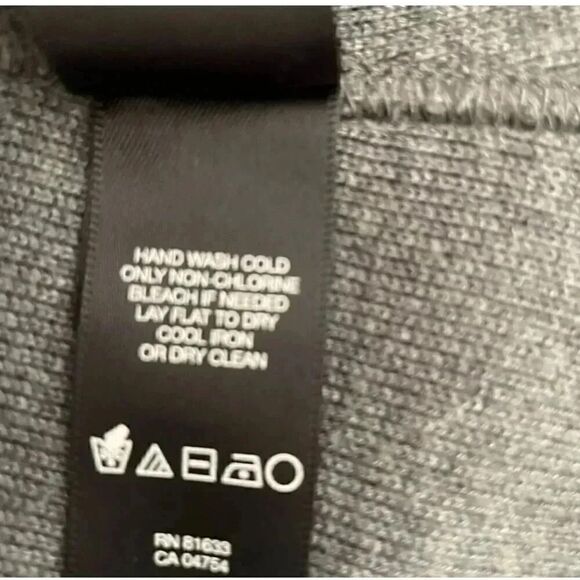 HAND WASH COLD
ONLY NON-CHLORINE
BLEACH IF NEEDED
LAY FLAT TO DRY
COOL IRON
OR DRY CLEAN
RN 81633
CA 04754